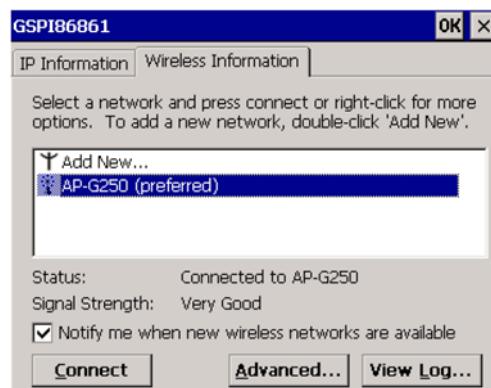 GSPI86861 OK ×
IP Information Wireless Information
Select a network and press connect or right-click for more
options. To add a new network, double-click 'Add New'.
Add New...
AP-G250 (preferred)
Status: Connected to AP-G250
Signal Strength: Very Good
Notify me when new wireless networks are available
Connect Advanced... View Log...